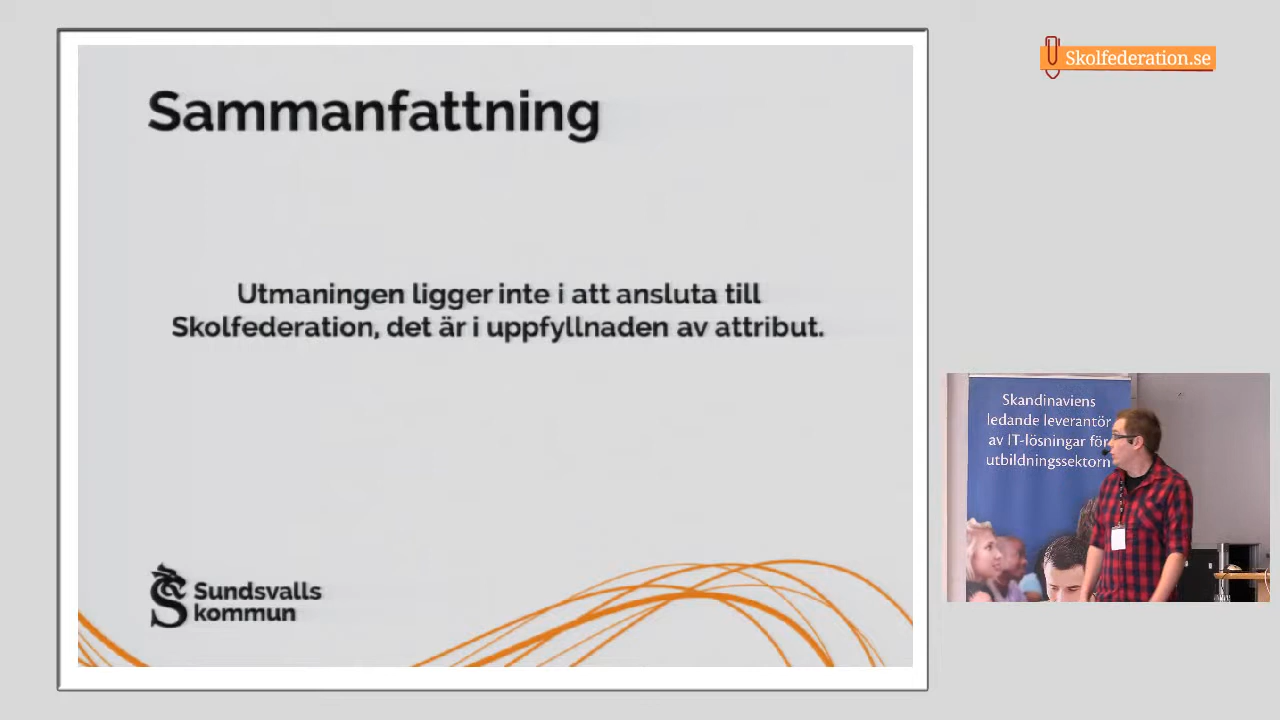 Skolfederation.se
Sammanfattning
Utmaningen ligger inte i att ansluta till
Skolfederation, det är i uppfyllnaden av attribut.
Sundsvalls
kommun
Skandinaviens
ledande leverantör
av IT-lösningar för
utbildningssektorn